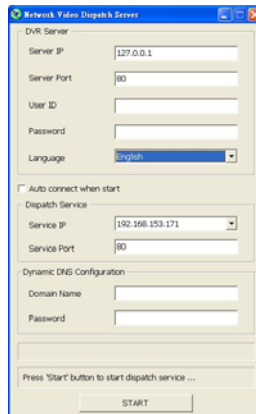 Network Video Dispatch Server
DVR Server
Server IP
127.0.0.1
Server Port
80
User ID
Password
Language
English
Auto connect when start
Dispatch Service
Service IP
192.168.153.171
Service Port
80
Dynamic DNS Configuration
Domain Name
Password
Press 'Start' button to start dispatch service ...
START